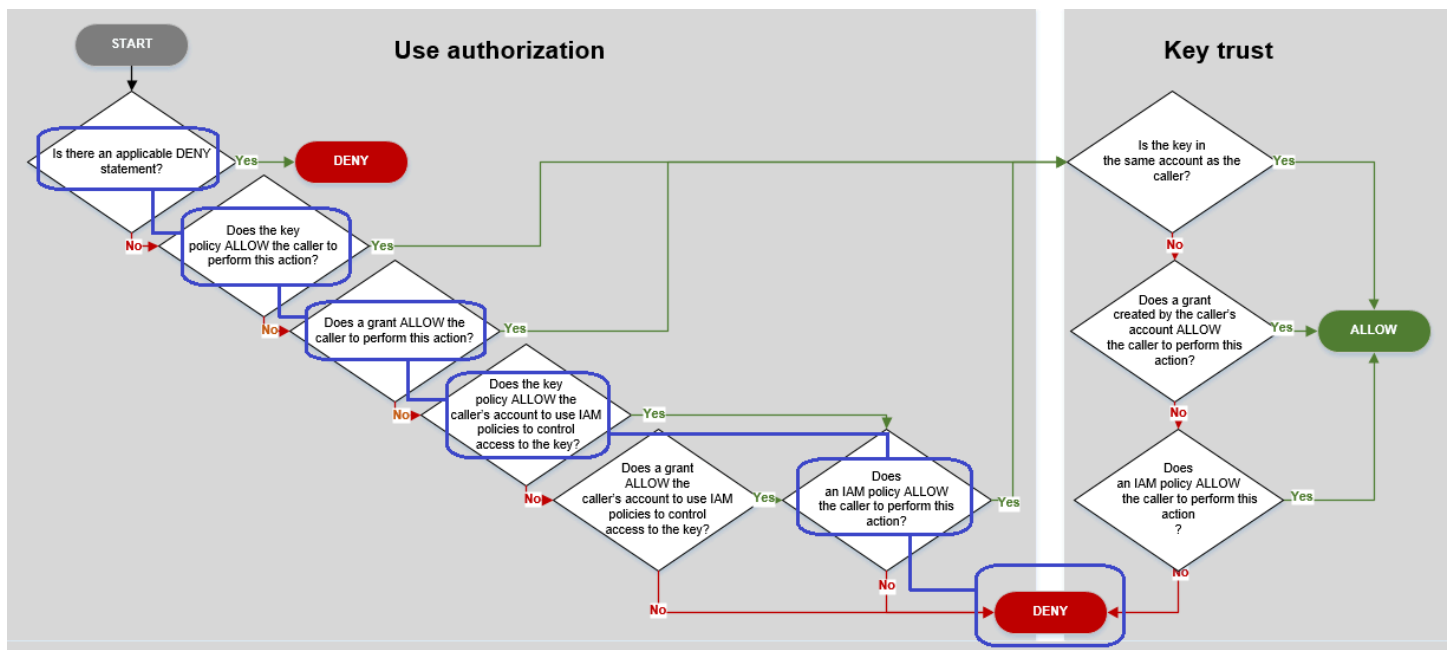 START
Use authorization
Key trust
Is there an applicable DENY
statement?
Yes
DENY
No
Does the key
policy ALLOW the caller to
perform this action?
Yes
No
Does a grant ALLOW the
caller to perform this action?
Yes
No
Does the key
policy ALLOW the
caller's account to use IAM
policies to control
access to the key?
Yes
No
Does a grant
ALLOW the
caller's account to use IAM
policies to control
access to the key?
Yes
No
Does
an IAM policy ALLOW
the caller to perform this
action?
Yes
No
DENY
Is the key in
the same account as the
caller?
Yes
No
Does a grant
created by the caller's
account ALLOW
the caller to perform this
action?
Yes
ALLOW
No
Does
an IAM policy ALLOW
the caller to perform this
action
?
Yes
No